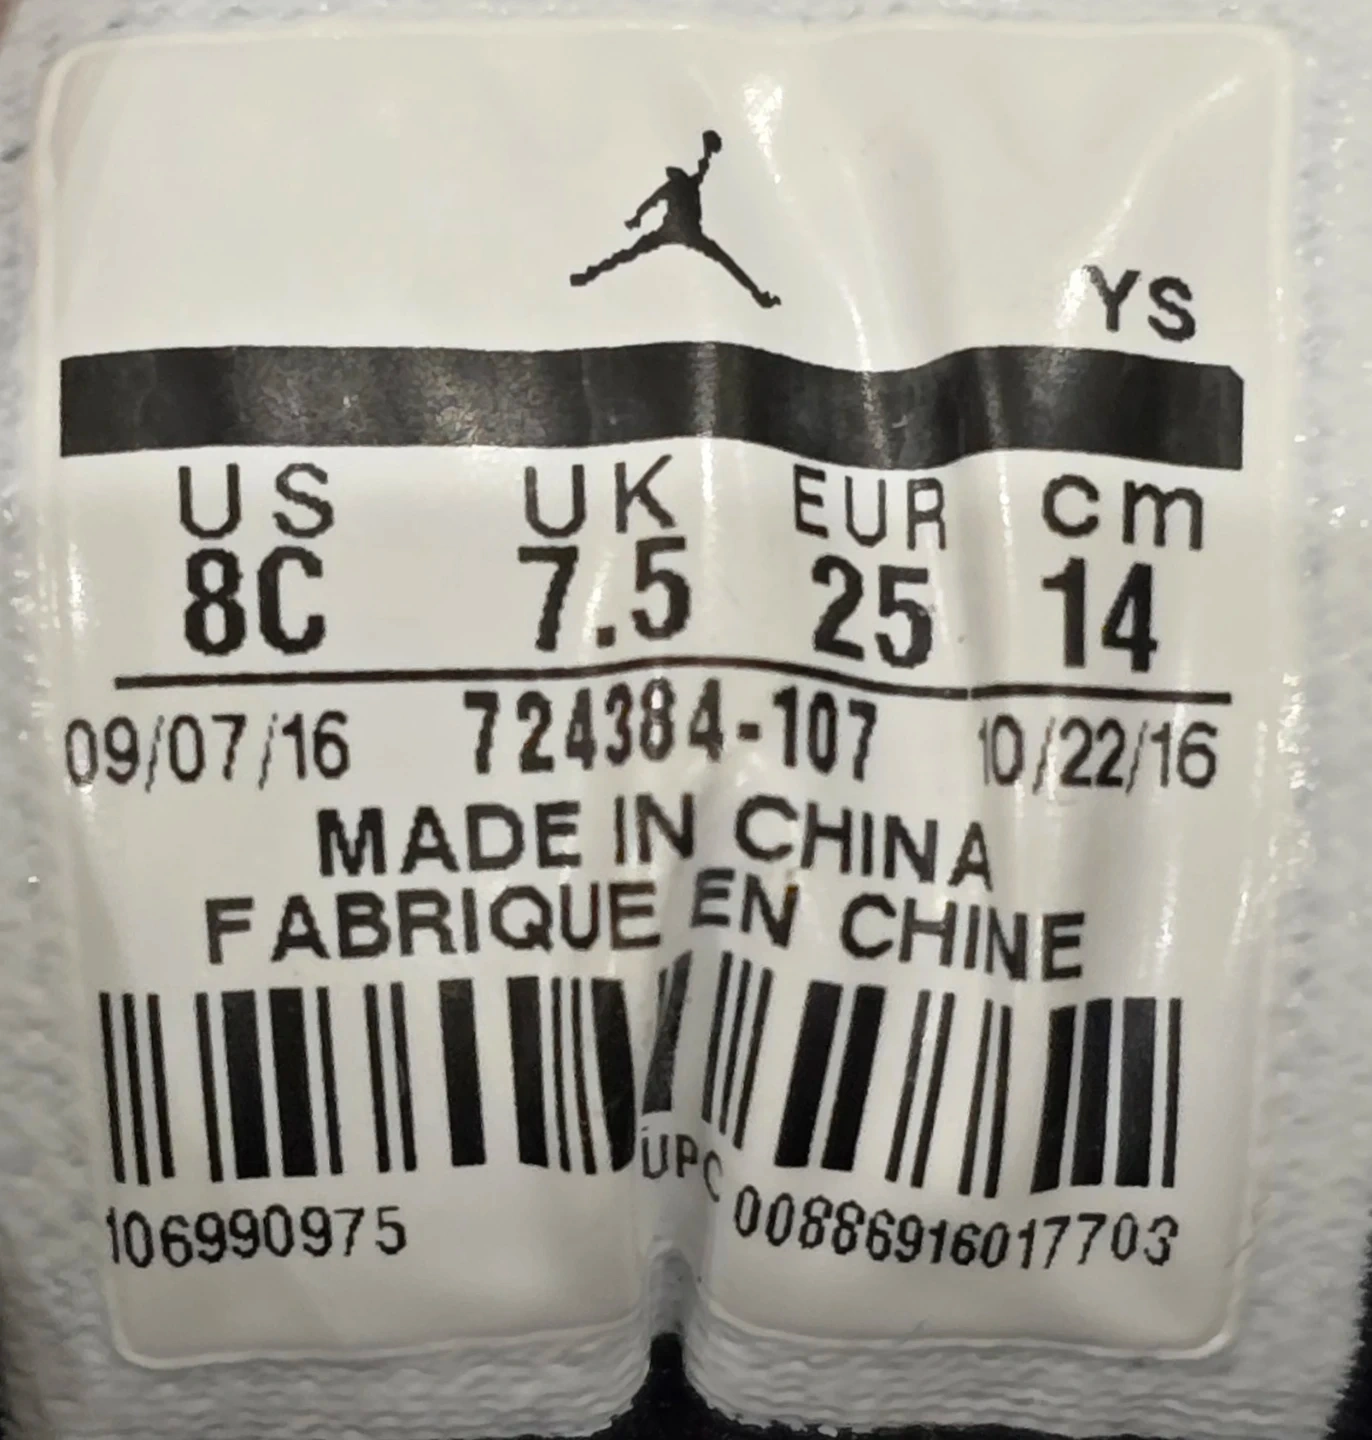 YS
US UK EUR cm
8C 7.5 25 14
09/07/16 724384-107 10/22/16
MADE IN CHINA
FABRIQUE EN CHINE
UPC
106990975 00886916017703